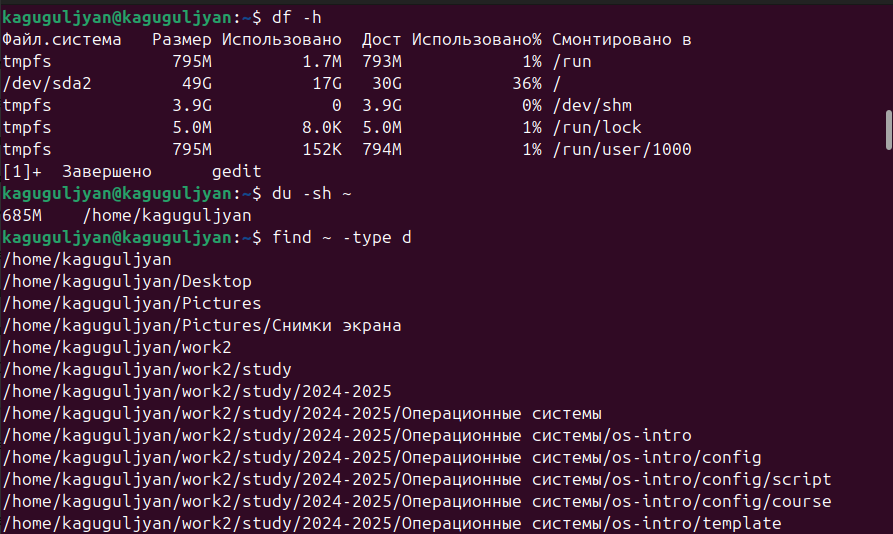 kaguguljyan@kaguguljyan:~$ df -h
Файл.система   Размер Использовано  Дост Использовано% Смонтировано в
tmpfs            795M         1.7M  793M            1% /run
/dev/sda2         49G          17G   30G           36% /
tmpfs            3.9G            0  3.9G            0% /dev/shm
tmpfs            5.0M         8.0K  5.0M            1% /run/lock
tmpfs            795M         152K  794M            1% /run/user/1000
[1]+  Завершено      gedit
kaguguljyan@kaguguljyan:~$ du -sh ~
685M    /home/kaguguljyan
kaguguljyan@kaguguljyan:~$ find ~ -type d
/home/kaguguljyan
/home/kaguguljyan/Desktop
/home/kaguguljyan/Pictures
/home/kaguguljyan/Pictures/Снимки экрана
/home/kaguguljyan/work2
/home/kaguguljyan/work2/study
/home/kaguguljyan/work2/study/2024-2025
/home/kaguguljyan/work2/study/2024-2025/Операционные системы
/home/kaguguljyan/work2/study/2024-2025/Операционные системы/os-intro
/home/kaguguljyan/work2/study/2024-2025/Операционные системы/os-intro/config
/home/kaguguljyan/work2/study/2024-2025/Операционные системы/os-intro/config/script
/home/kaguguljyan/work2/study/2024-2025/Операционные системы/os-intro/config/course
/home/kaguguljyan/work2/study/2024-2025/Операционные системы/os-intro/template